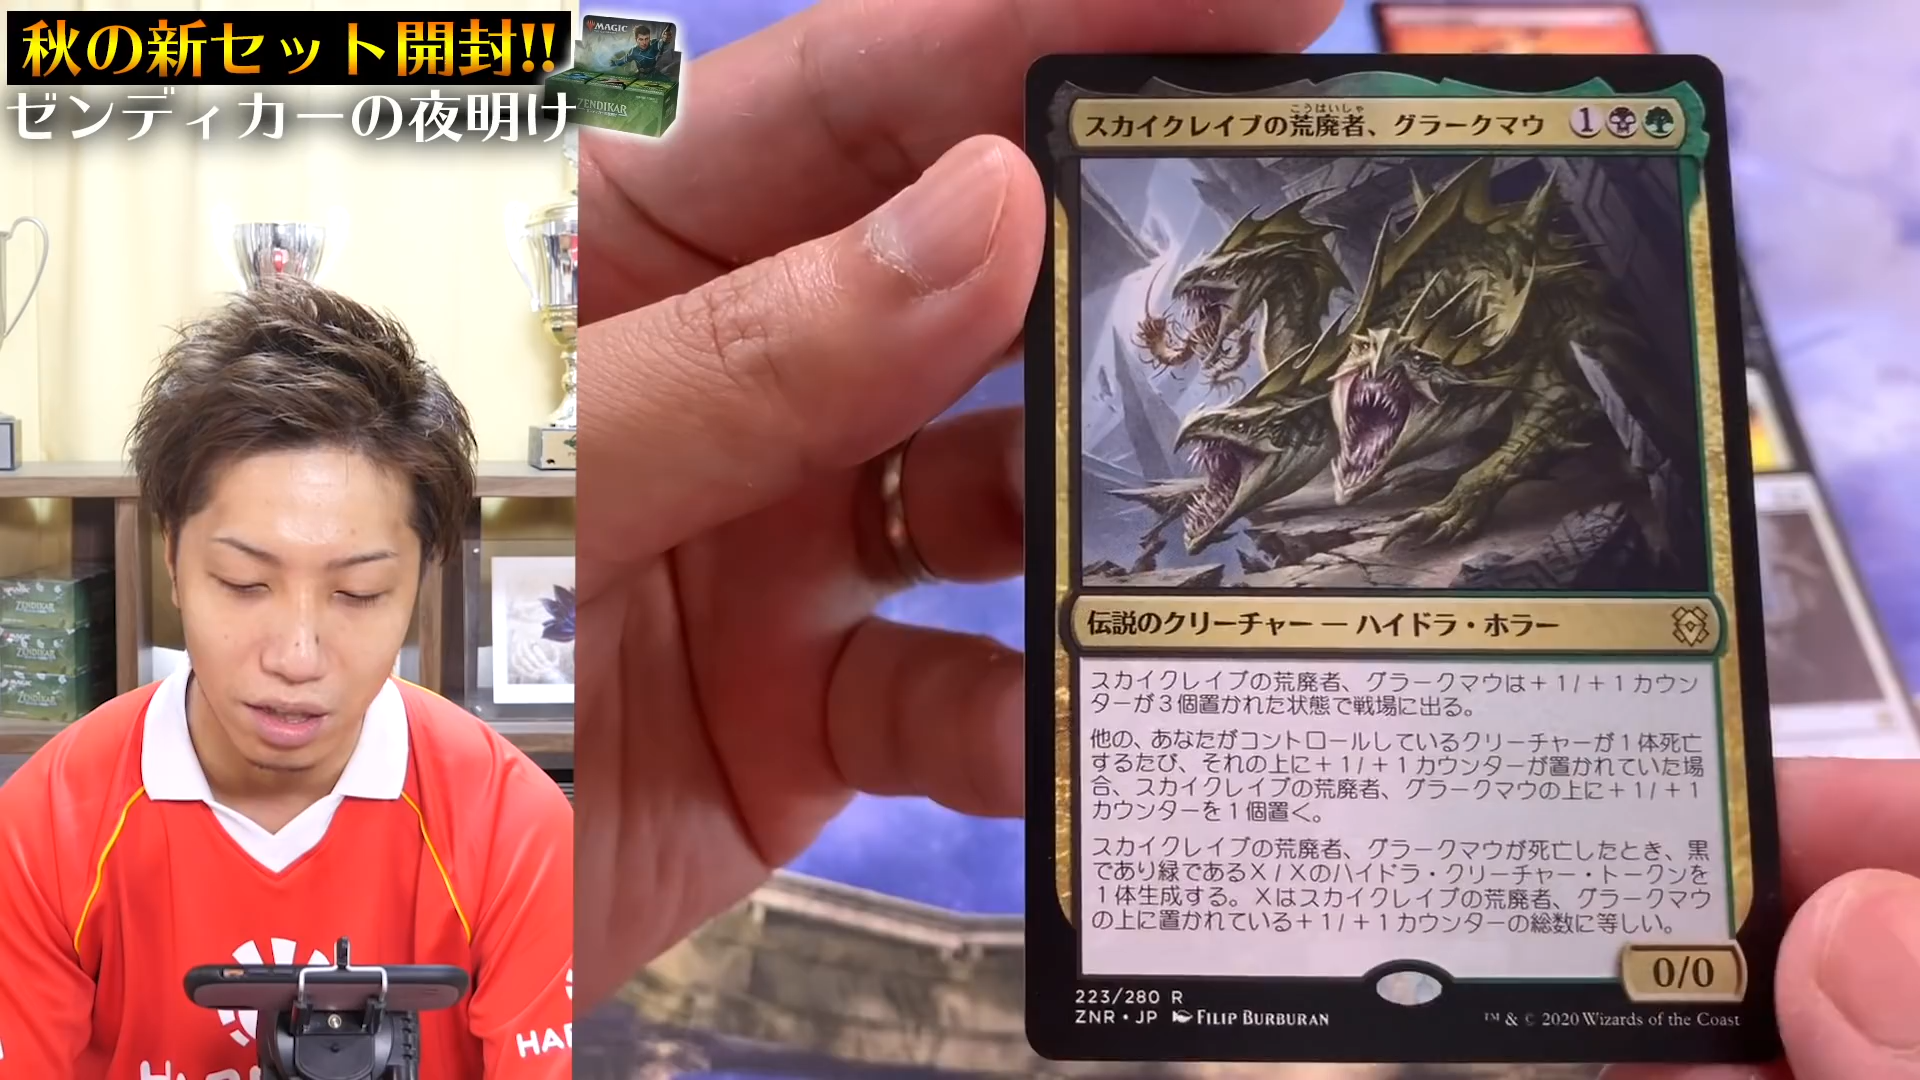 秋の新セット開封!!
ゼンディカーの夜明け
MAGIC
ZENDIKAR
こうはいしゃ
スカイクレイブの荒廃者、グラークマウ 1
伝説のクリーチャー — ハイドラ・ホラー
スカイクレイブの荒廃者、グラークマウは+1/+1カウン
ターが3個置かれた状態で戦場に出る。
他の、あなたがコントロールしているクリーチャーが1体死亡
するたび、それの上に+1/+1カウンターが置かれていた場
合、スカイクレイブの荒廃者、グラークマウの上に+1/+1
カウンターを1個置く。
スカイクレイブの荒廃者、グラークマウが死亡したとき、黒
であり緑であるX/Xのハイドラ・クリーチャー・トークンを
1体生成する。Xはスカイクレイブの荒廃者、グラークマウ
の上に置かれている+1/+1カウンターの総数に等しい。
0/0
223/280 R
ZNR・JP FILIP BURBURAN
™ & © 2020 Wizards of the Coast
ZENDIKAR
ZENDIKAR